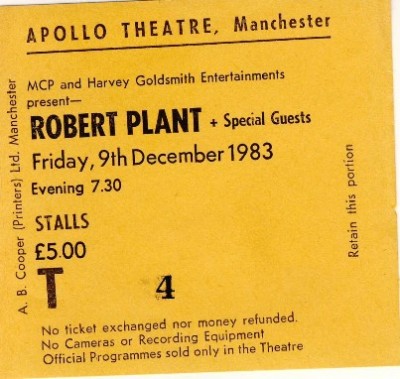 APOLLO THEATRE, Manchester
MCP and Harvey Goldsmith Entertainments
present—
ROBERT PLANT + Special Guests
Friday, 9th December 1983
Evening 7.30
STALLS
£5.00
T 4
No ticket exchanged nor money refunded.
No Cameras or Recording Equipment
Official Programmes sold only in the Theatre
A. B. Cooper (Printers) Ltd. Manchester
Retain this portion